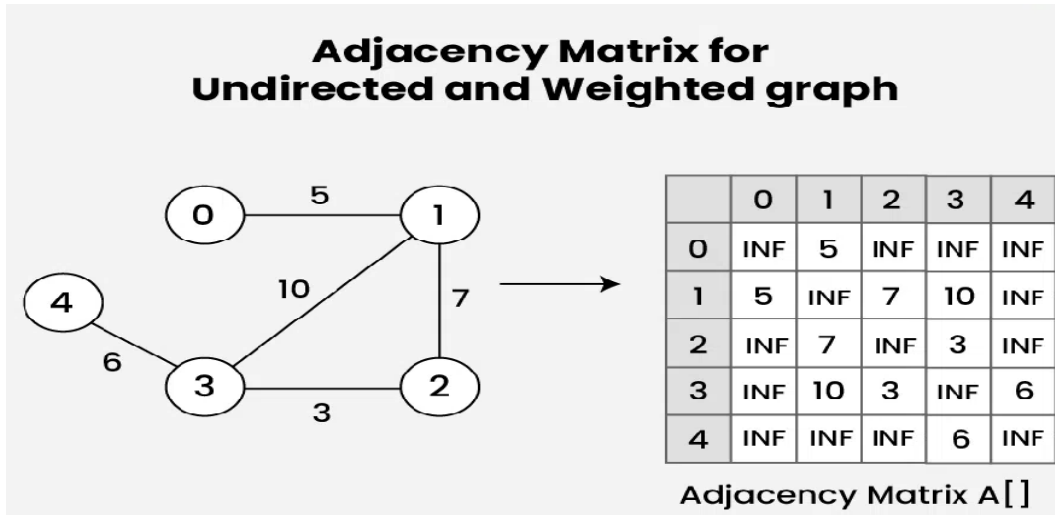 Adjacency Matrix for
Undirected and Weighted graph
5
0 1
10
7
4
6
3 2
3
0 1 2 3 4
0 INF 5 INF INF INF
1 5 INF 7 10 INF
2 INF 7 INF 3 INF
3 INF 10 3 INF 6
4 INF INF INF 6 INF
Adjacency Matrix A[]